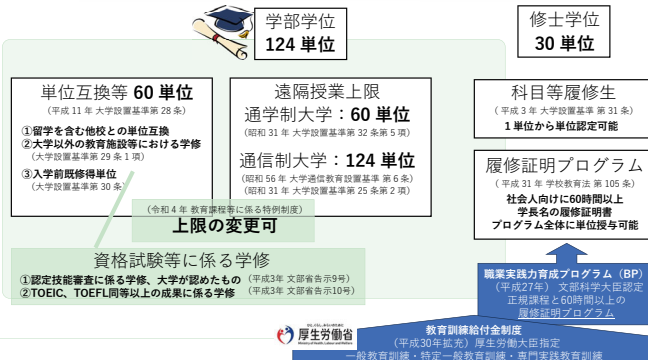 学部学位
124 単位
修士学位
30 単位
単位互換等 60 単位
(平成 11 年 大学設置基準第 28 条)
①留学を含む他校との単位互換
②大学以外の教育施設等における学修
(大学設置基準第 29 条 1 項)
③入学前既修得単位
(大学設置基準第 30 条)
遠隔授業上限
通学制大学：60 単位
(昭和 31 年 大学設置基準第 32 条第 5 項)
通信制大学：124 単位
(昭和 56 年 大学通信教育設置基準 第 6 条)
(昭和 31 年 大学設置基準第 25 条第 2 項)
(令和 4 年 教育課程等に係る特例制度)
上限の変更可
資格試験等に係る学修
①認定技能審査に係る学修、大学が認めたもの (平成3年 文部省告示9号)
②TOEIC、TOEFL同等以上の成果に係る学修 (平成3年 文部省告示10号)
科目等履修生
(平成 3 年 大学設置基準 第 31 条)
1 単位から単位認定可能
履修証明プログラム
(平成 31 年 学校教育法 第 105 条)
社会人向けに60時間以上
学長名の履修証明書
プログラム全体に単位授与可能
職業実践力育成プログラム（BP）
(平成27年) 文部科学大臣認定
正規課程と60時間以上の
履修証明プログラム
厚生労働省
Ministry of Health, Labour and Welfare
教育訓練給付金制度
(平成30年拡充) 厚生労働大臣指定
一般教育訓練・特定一般教育訓練・専門実践教育訓練